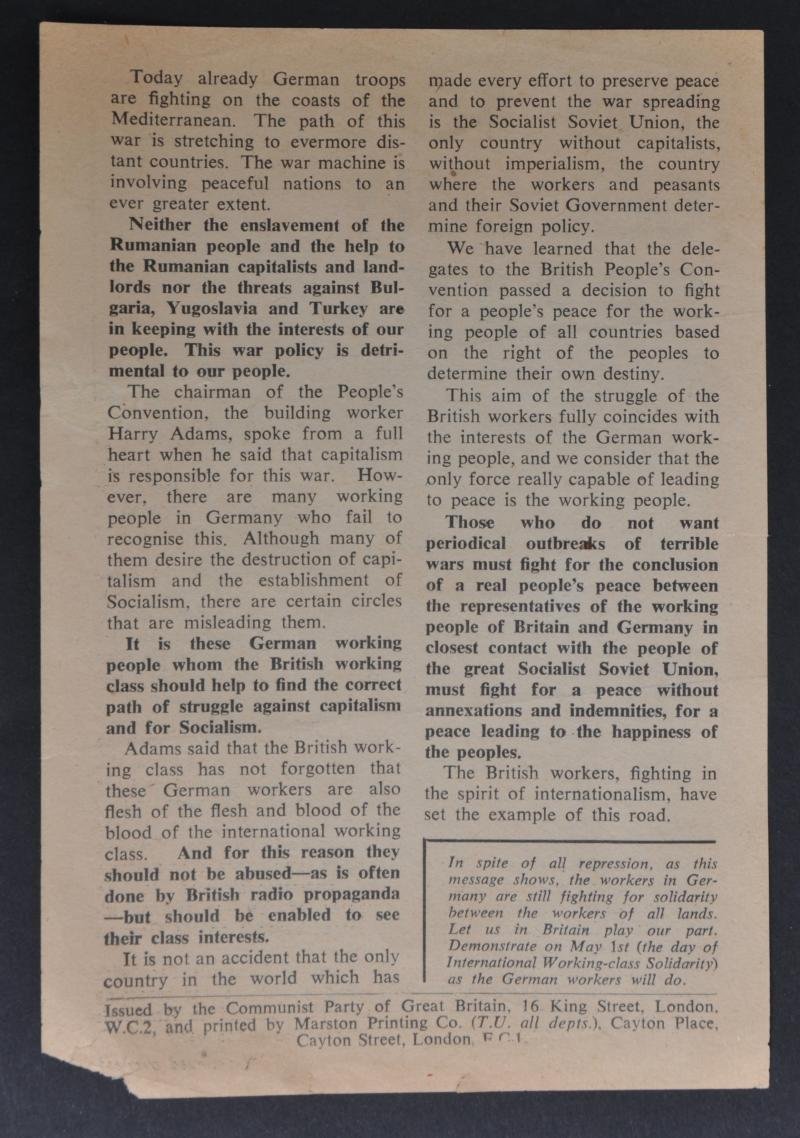 Today already German troops
are fighting on the coasts of the
Mediterranean. The path of this
war is stretching to evermore dis-
tant countries. The war machine is
involving peaceful nations to an
ever greater extent.
Neither the enslavement of the
Rumanian people and the help to
the Rumanian capitalists and land-
lords nor the threats against Bul-
garia, Yugoslavia and Turkey are
in keeping with the interests of our
people. This war policy is detri-
mental to our people.
The chairman of the People's
Convention, the building worker
Harry Adams, spoke from a full
heart when he said that capitalism
is responsible for this war. How-
ever, there are many working
people in Germany who fail to
recognise this. Although many of
them desire the destruction of capi-
talism and the establishment of
Socialism, there are certain circles
that are misleading them.
It is these German working
people whom the British working
class should help to find the correct
path of struggle against capitalism
and for Socialism.
Adams said that the British work-
ing class has not forgotten that
these German workers are also
flesh of the flesh and blood of the
blood of the international working
class. And for this reason they
should not be abused—as is often
done by British radio propaganda
—but should be enabled to see
their class interests.
It is not an accident that the only
country in the world which has
made every effort to preserve peace
and to prevent the war spreading
is the Socialist Soviet Union, the
only country without capitalists,
without imperialism, the country
where the workers and peasants
and their Soviet Government deter-
mine foreign policy.
We have learned that the dele-
gates to the British People's Con-
vention passed a decision to fight
for a people's peace for the work-
ing people of all countries based
on the right of the peoples to
determine their own destiny.
This aim of the struggle of the
British workers fully coincides with
the interests of the German work-
ing people, and we consider that the
only force really capable of leading
to peace is the working people.
Those who do not want
periodical outbreaks of terrible
wars must fight for the conclusion
of a real people's peace between
the representatives of the working
people of Britain and Germany in
closest contact with the people of
the great Socialist Soviet Union,
must fight for a peace without
annexations and indemnities, for a
peace leading to the happiness of
the peoples.
The British workers, fighting in
the spirit of internationalism, have
set the example of this road.
In spite of all repression, as this
message shows, the workers in Ger-
many are still fighting for solidarity
between the workers of all lands.
Let us in Britain play our part.
Demonstrate on May 1st (the day of
International Working-class Solidarity)
as the German workers will do.
Issued by the Communist Party of Great Britain, 16 King Street, London,
W.C.2, and printed by Marston Printing Co. (T.U. all depts.), Cayton Place,
Cayton Street, London, E.C.1.